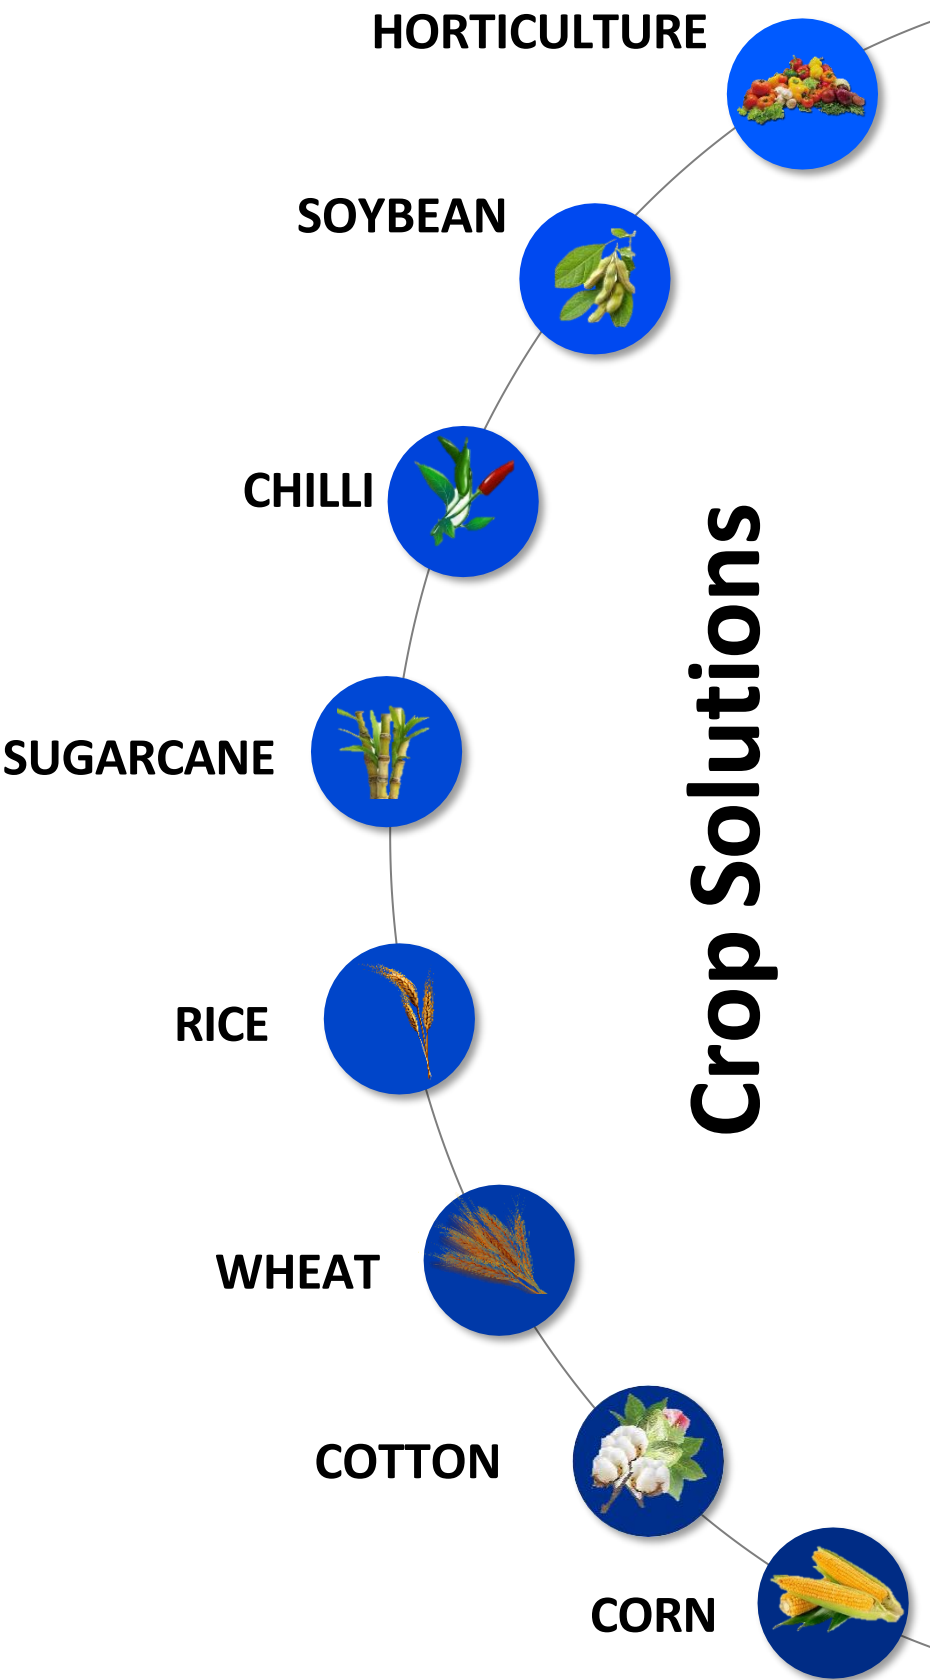 HORTICULTURE
SOYBEAN
CHILLI
SUGARCANE
RICE
WHEAT
COTTON
CORN
Crop Solutions